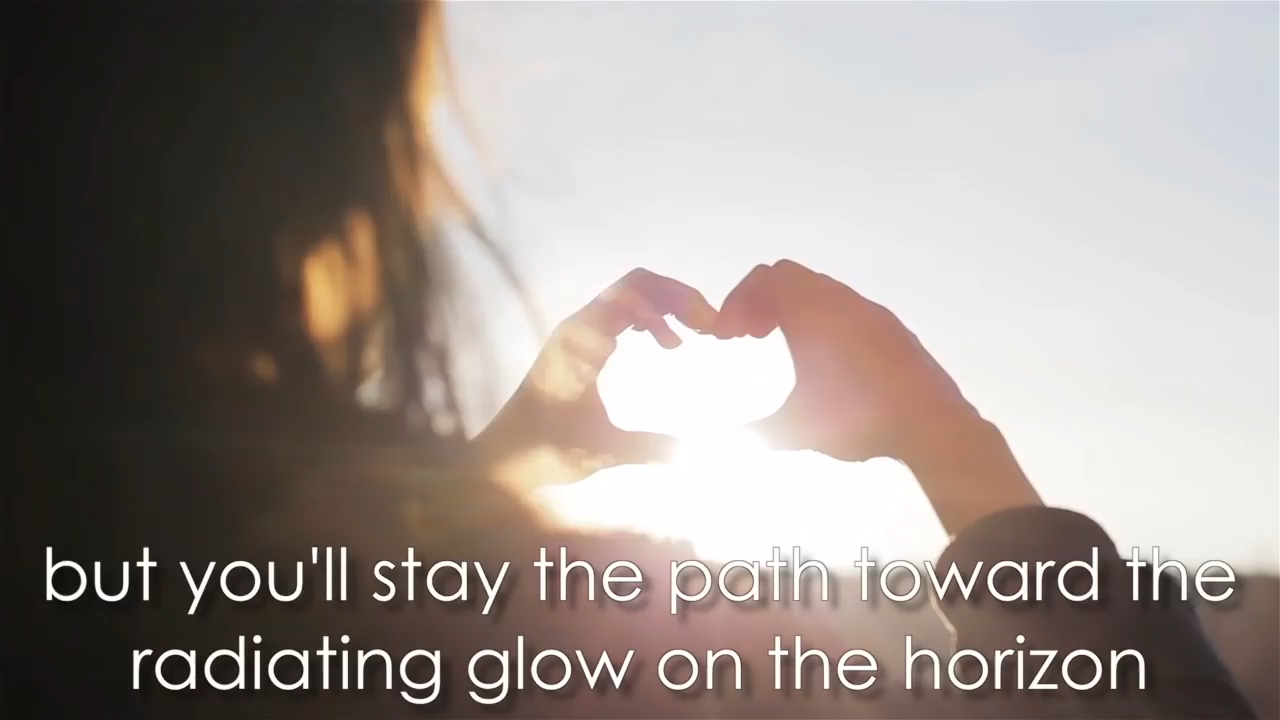 but you'll stay the path toward the
radiating glow on the horizon